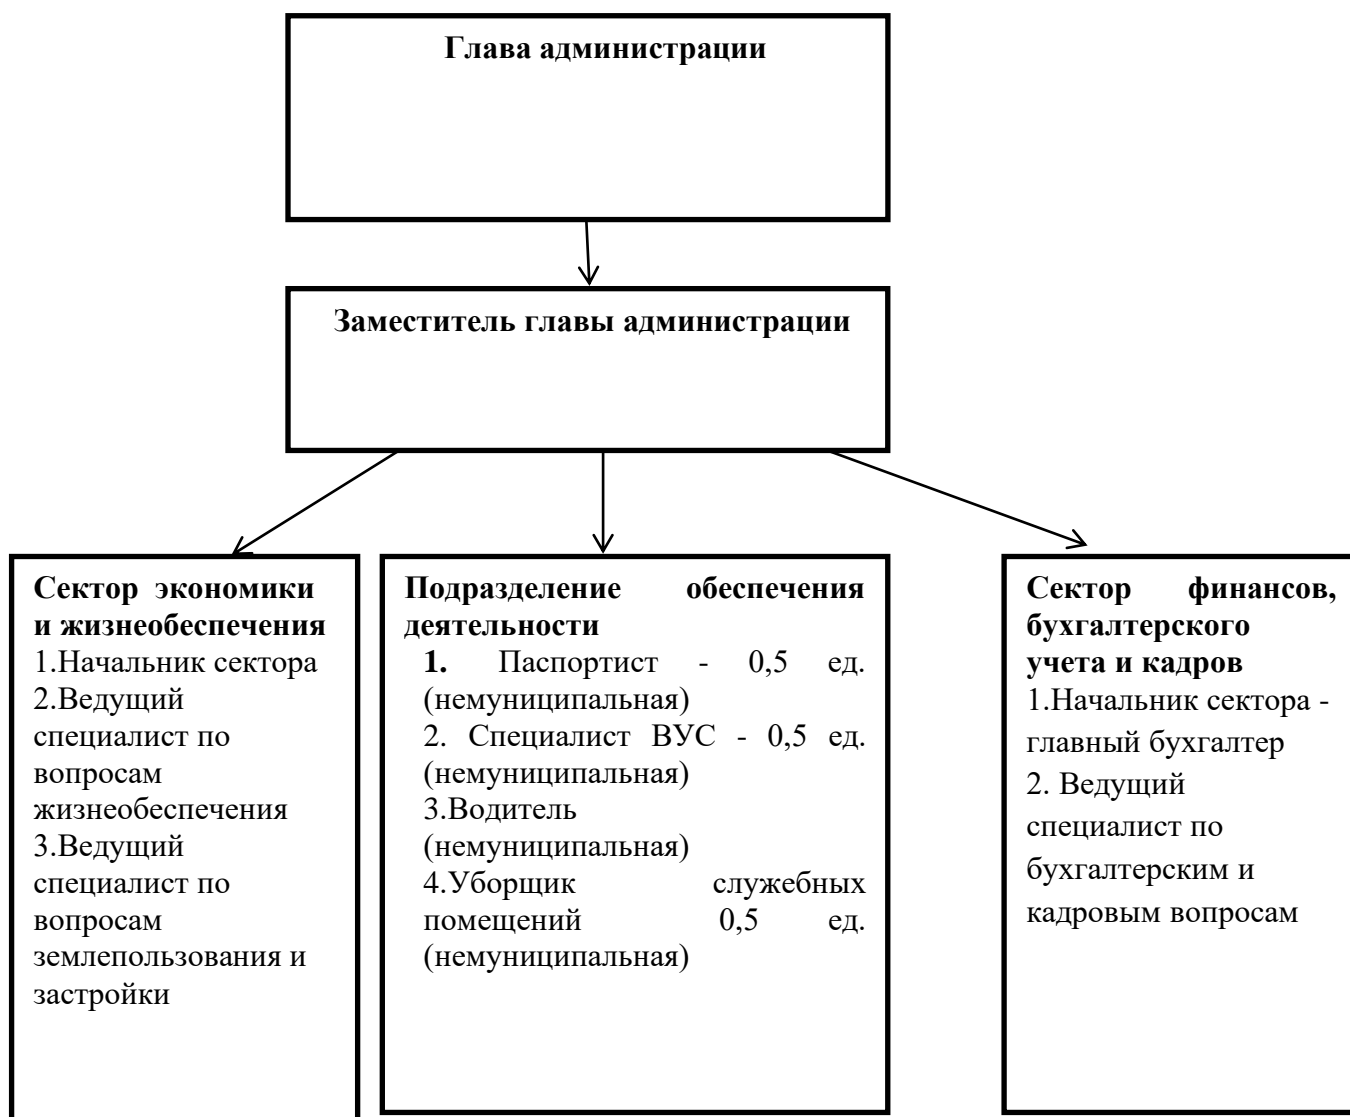 Глава администрации
Заместитель главы администрации
Сектор экономики
и жизнеобеспечения
1.Начальник сектора
2.Ведущий
специалист по
вопросам
жизнеобеспечения
3.Ведущий
специалист по
вопросам
землепользования и
застройки
Подразделение обеспечения
деятельности
1. Паспортист - 0,5 ед.
(немуниципальная)
2. Специалист ВУС - 0,5 ед.
(немуниципальная)
3.Водитель
(немуниципальная)
4.Уборщик служебных
помещений 0,5 ед.
(немуниципальная)
Сектор финансов,
бухгалтерского
учета и кадров
1.Начальник сектора -
главный бухгалтер
2. Ведущий
специалист по
бухгалтерским и
кадровым вопросам